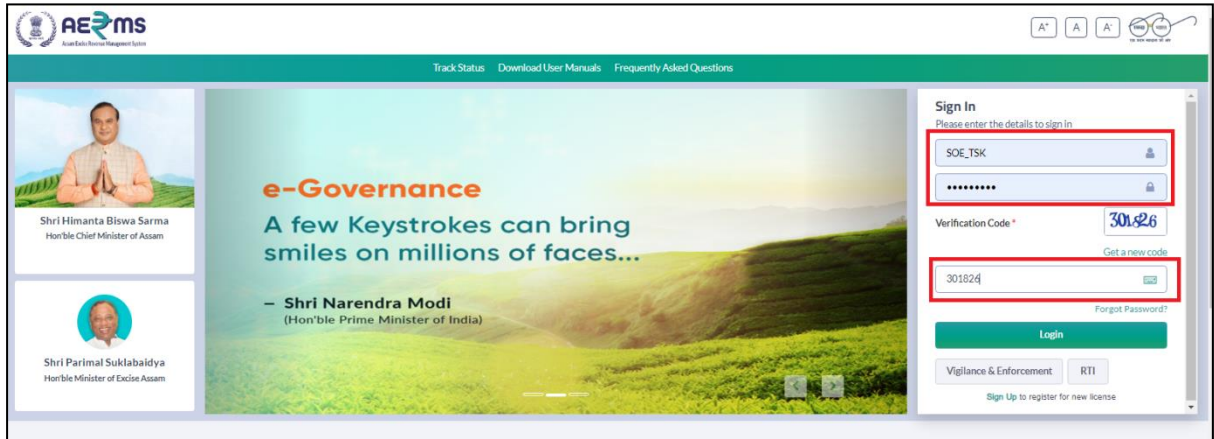 AE₹MS
Assam Excise Revenue Management System
A+ A A-
Track Status Download User Manuals Frequently Asked Questions
Shri Himanta Biswa Sarma
Hon'ble Chief Minister of Assam
Shri Parimal Suklabaidya
Hon'ble Minister of Excise Assam
e-Governance
A few Keystrokes can bring
smiles on millions of faces...
– Shri Narendra Modi
(Hon'ble Prime Minister of India)
Sign In
Please enter the details to sign in
SOE_TSK
•••••••••
Verification Code *
301826
Get a new code
301826
Forgot Password?
Login
Vigilance & Enforcement RTI
Sign Up to register for new license